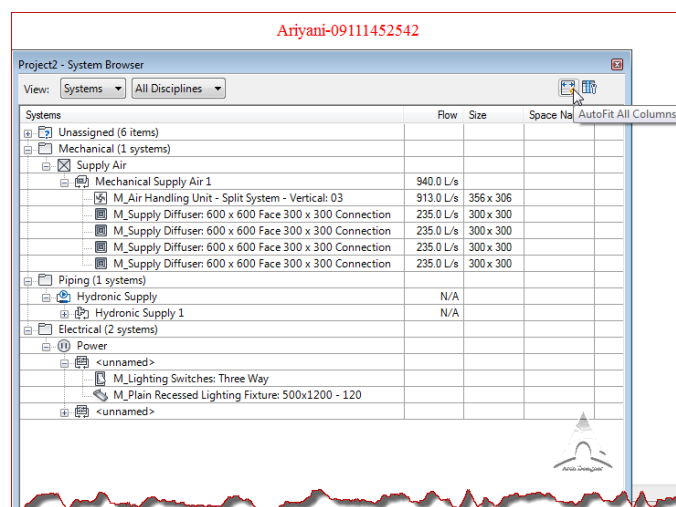 Ariyani-09111452542
Project2 - System Browser
View: Systems All Disciplines
AutoFit All Columns
Systems Flow Size Space Na
Unassigned (6 items)
Mechanical (1 systems)
Supply Air
Mechanical Supply Air 1 940.0 L/s
M_Air Handling Unit - Split System - Vertical: 03 913.0 L/s 356 x 306
M_Supply Diffuser: 600 x 600 Face 300 x 300 Connection 235.0 L/s 300 x 300
M_Supply Diffuser: 600 x 600 Face 300 x 300 Connection 235.0 L/s 300 x 300
M_Supply Diffuser: 600 x 600 Face 300 x 300 Connection 235.0 L/s 300 x 300
M_Supply Diffuser: 600 x 600 Face 300 x 300 Connection 235.0 L/s 300 x 300
Piping (1 systems)
Hydronic Supply N/A
Hydronic Supply 1 N/A
Electrical (2 systems)
Power
<unnamed>
M_Lighting Switches: Three Way
M_Plain Recessed Lighting Fixture: 500x1200 - 120
<unnamed>